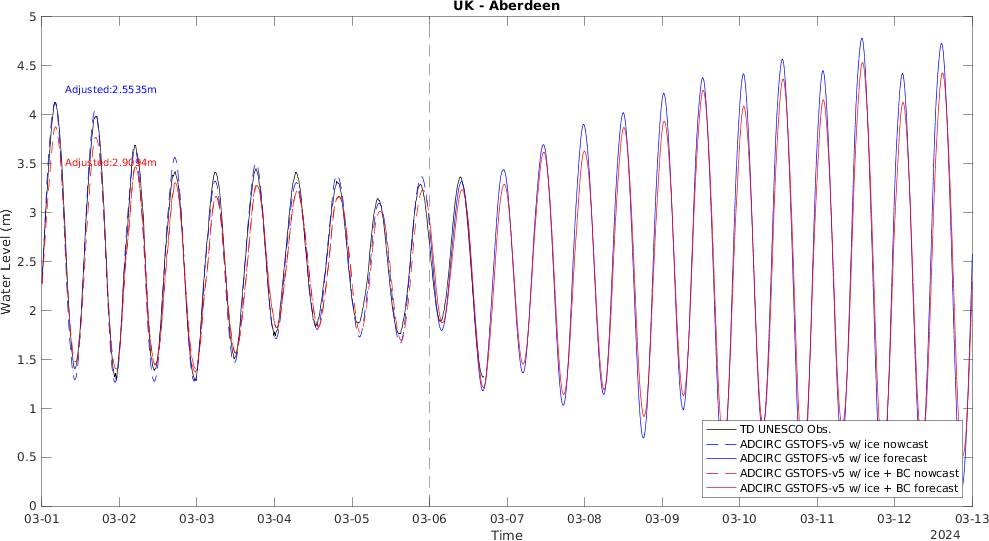 UK - Aberdeen
5
4.5
4
3.5
3
2.5
2
1.5
1
0.5
0
Water Level (m)
Adjusted:2.5535m
Adjusted:2.9094m
TD UNESCO Obs.
ADCIRC GSTOFS-v5 w/ ice nowcast
ADCIRC GSTOFS-v5 w/ ice forecast
ADCIRC GSTOFS-v5 w/ ice + BC nowcast
ADCIRC GSTOFS-v5 w/ ice + BC forecast
03-01 03-02 03-03 03-04 03-05 03-06 03-07 03-08 03-09 03-10 03-11 03-12 03-13
Time
2024